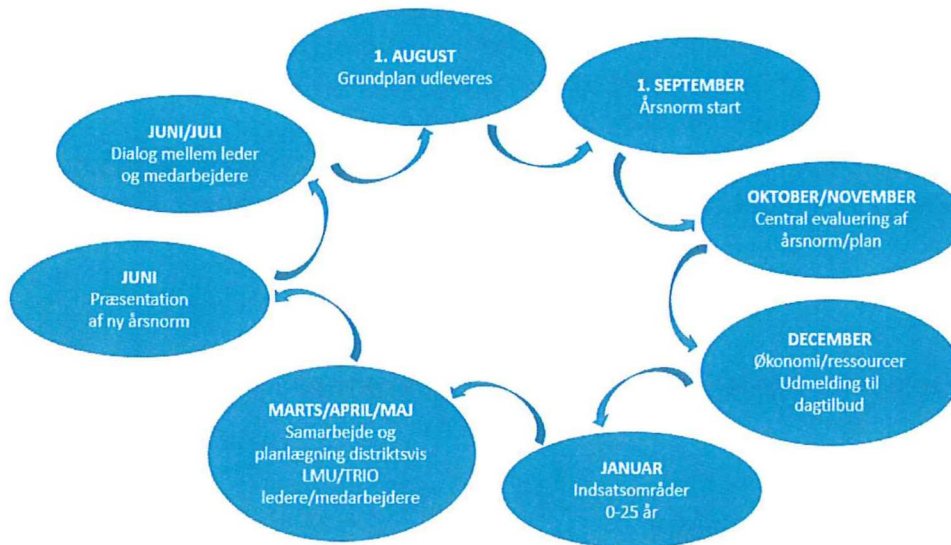 1. AUGUST
Grundplan udleveres
1. SEPTEMBER
Årsnorm start
OKTOBER/NOVEMBER
Central evaluering af
årsnorm/plan
DECEMBER
Økonomi/ressourcer
Udmelding til
dagtilbud
JANUAR
Indsatsområder
0-25 år
MARTS/APRIL/MAJ
Samarbejde og
planlægning distriktsvis
LMU/TRIO
ledere/medarbejdere
JUNI
Præsentation
af ny årsnorm
JUNI/JULI
Dialog mellem leder
og medarbejdere